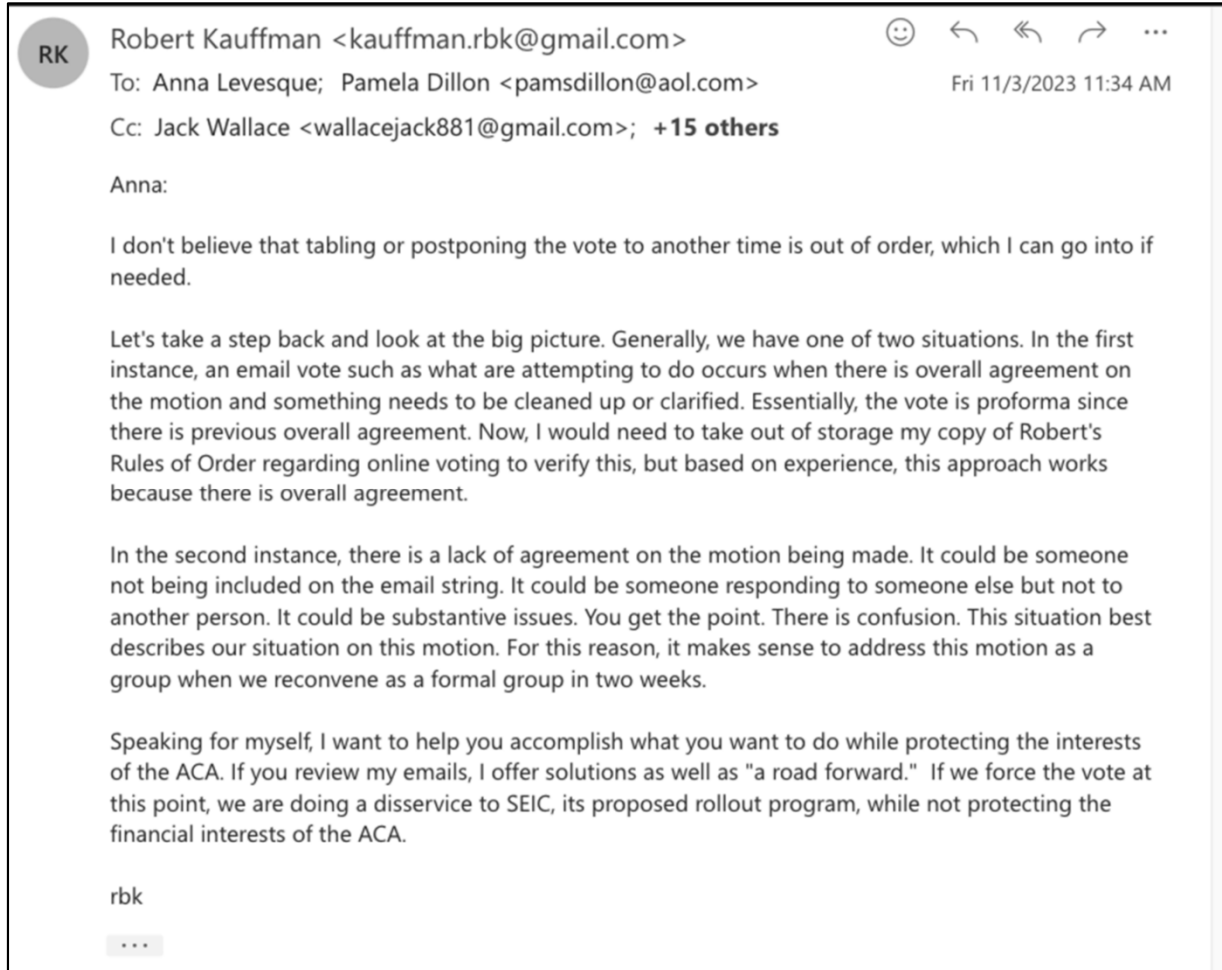 RK
Robert Kauffman <kauffman.rbk@gmail.com>
To: Anna Levesque; Pamela Dillon <pamsdillon@aol.com>
Fri 11/3/2023 11:34 AM
Cc: Jack Wallace <wallacejack881@gmail.com>; +15 others
Anna:
I don't believe that tabling or postponing the vote to another time is out of order, which I can go into if
needed.
Let's take a step back and look at the big picture. Generally, we have one of two situations. In the first
instance, an email vote such as what are attempting to do occurs when there is overall agreement on
the motion and something needs to be cleaned up or clarified. Essentially, the vote is proforma since
there is previous overall agreement. Now, I would need to take out of storage my copy of Robert's
Rules of Order regarding online voting to verify this, but based on experience, this approach works
because there is overall agreement.
In the second instance, there is a lack of agreement on the motion being made. It could be someone
not being included on the email string. It could be someone responding to someone else but not to
another person. It could be substantive issues. You get the point. There is confusion. This situation best
describes our situation on this motion. For this reason, it makes sense to address this motion as a
group when we reconvene as a formal group in two weeks.
Speaking for myself, I want to help you accomplish what you want to do while protecting the interests
of the ACA. If you review my emails, I offer solutions as well as "a road forward." If we force the vote at
this point, we are doing a disservice to SEIC, its proposed rollout program, while not protecting the
financial interests of the ACA.
rbk